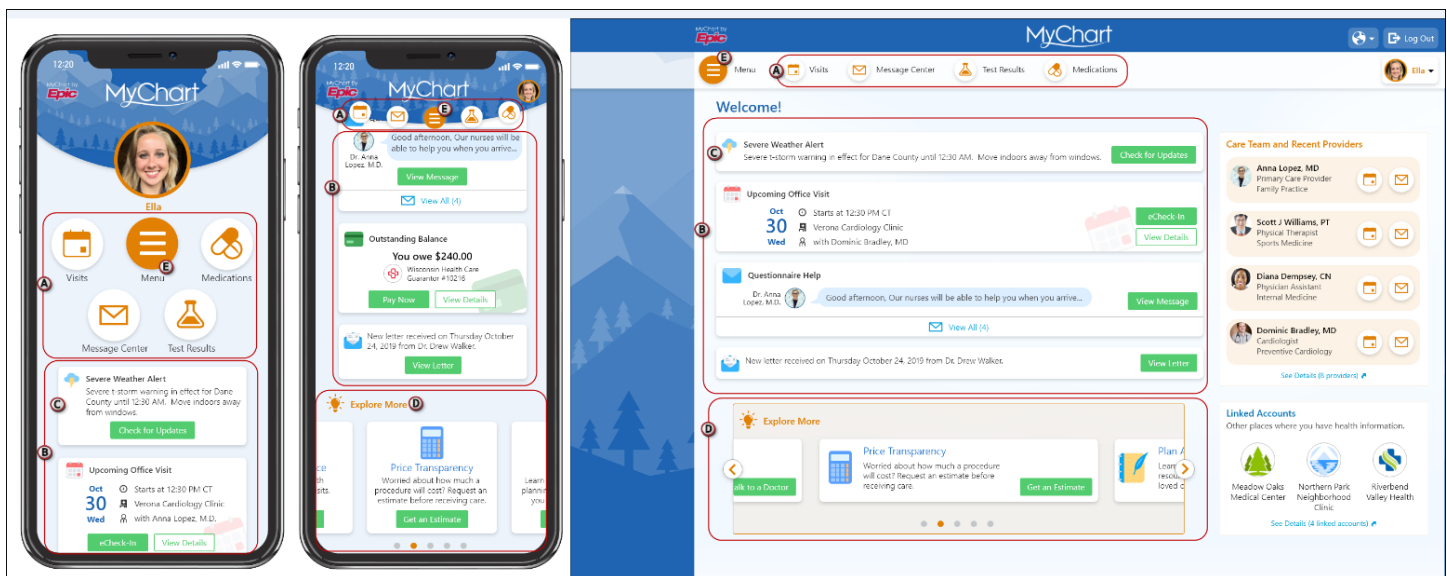 12:20
MyChart by
Epic
MyChart
Ella
Visits
Menu
E
Medications
A
Message Center
Test Results
Severe Weather Alert
Severe t-storm warning in effect for Dane
County until 12:30 AM. Move indoors away
from windows.
C
Check for Updates
B
Upcoming Office Visit
Oct
30
Wed
Starts at 12:30 PM CT
Verona Cardiology Clinic
with Anna Lopez, M.D.
eCheck-In
View Details
12:20
MyChart by
Epic
MyChart
A
E
Good afternoon, Our nurses will be
able to help you when you arrive...
Dr. Anna
Lopez, M.D.
View Message
B
View All (4)
Outstanding Balance
You owe $240.00
Wisconsin Health Care
Guarantor #10216
Pay Now
View Details
New letter received on Thursday October
24, 2019 from Dr. Drew Walker.
View Letter
Explore More
D
Price Transparency
Worried about how much a
procedure will cost? Request an
estimate before receiving care.
Get an Estimate
Learn
planni
you
MyChart by
Epic
MyChart
Log Out
E
Menu
A
Visits
Message Center
Test Results
Medications
Ella
Welcome!
C
Severe Weather Alert
Severe t-storm warning in effect for Dane County until 12:30 AM. Move indoors away from windows.
Check for Updates
B
Upcoming Office Visit
Oct
30
Wed
Starts at 12:30 PM CT
Verona Cardiology Clinic
with Dominic Bradley, MD
eCheck-In
View Details
Questionnaire Help
Dr. Anna
Lopez, M.D.
Good afternoon, Our nurses will be able to help you when you arrive...
View Message
View All (4)
New letter received on Thursday October 24, 2019 from Dr. Drew Walker.
View Letter
D
Explore More
alk to a Doctor
Price Transparency
Worried about how much a procedure
will cost? Request an estimate before
receiving care.
Get an Estimate
Plan A
Learn
resou
loved o
Care Team and Recent Providers
Anna Lopez, MD
Primary Care Provider
Family Practice
Scott J Williams, PT
Physical Therapist
Sports Medicine
Diana Dempsey, CN
Physician Assistant
Internal Medicine
Dominic Bradley, MD
Cardiologist
Preventive Cardiology
See Details (6 providers)
Linked Accounts
Other places where you have health information.
Meadow Oaks
Medical Center
Northern Park
Neighborhood
Clinic
Riverbend
Valley Health
See Details (4 linked accounts)